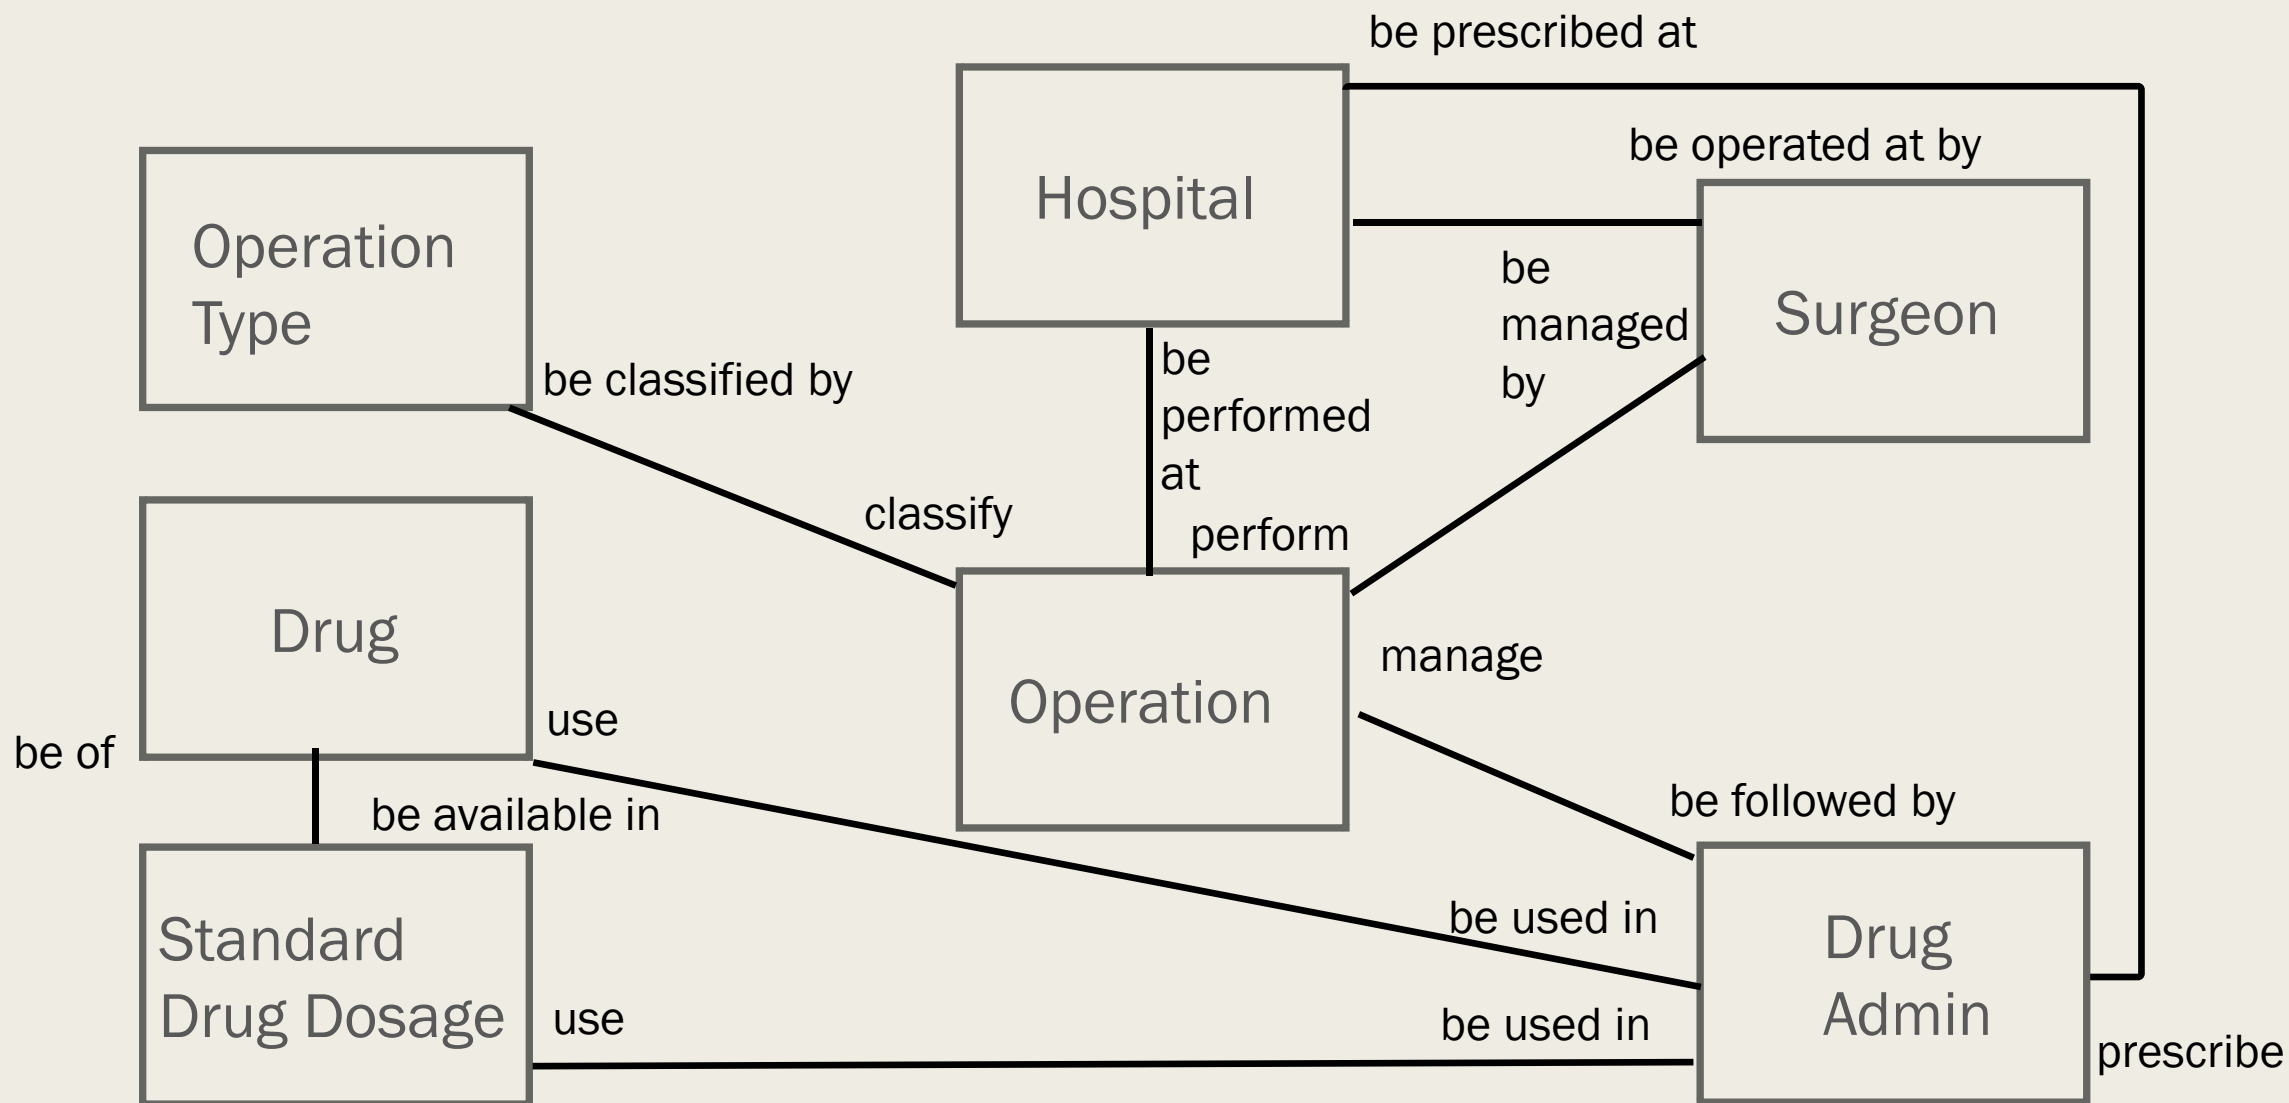 be prescribed at
be operated at by
Hospital
Operation
Type
be
managed
by
Surgeon
be classified by
be
performed
at
classify
perform
Drug
manage
Operation
use
be of
be available in
be followed by
be used in
Standard
Drug Dosage
Drug
Admin
use
be used in
prescribe